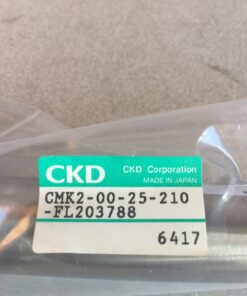 CKD
CKD Corporation
MADE IN JAPAN
CMK2-00-25-210
-FL203788
6417